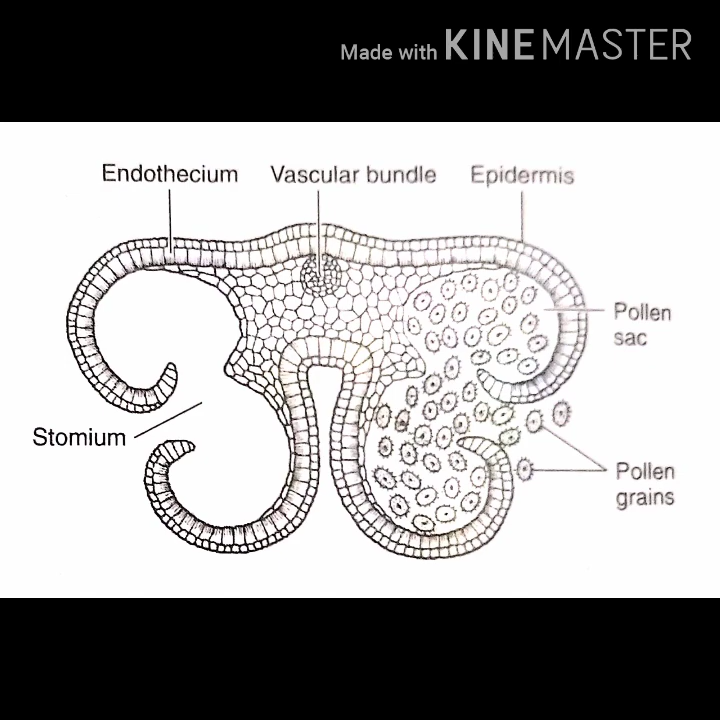 Made with KINEMASTER
Endothecium Vascular bundle Epidermis
Pollen
sac
Stomium
Pollen
grains